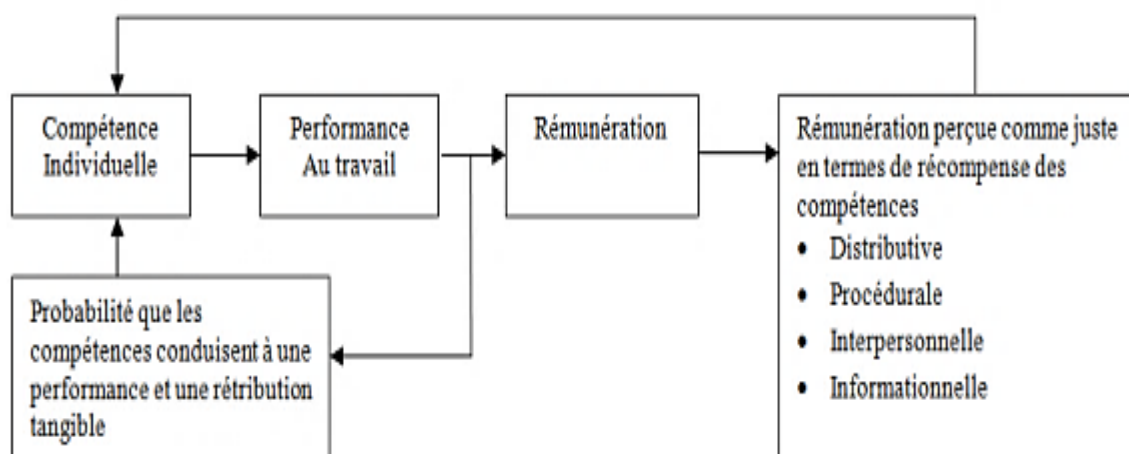 Compétence
Individuelle
Performance
Au travail
Rémunération
Rémunération perçue comme juste
en termes de récompense des
compétences
• Distributive
• Procédurale
• Interpersonnelle
• Informationnelle
Probabilité que les
compétences conduisent à une
performance et une rétribution
tangible